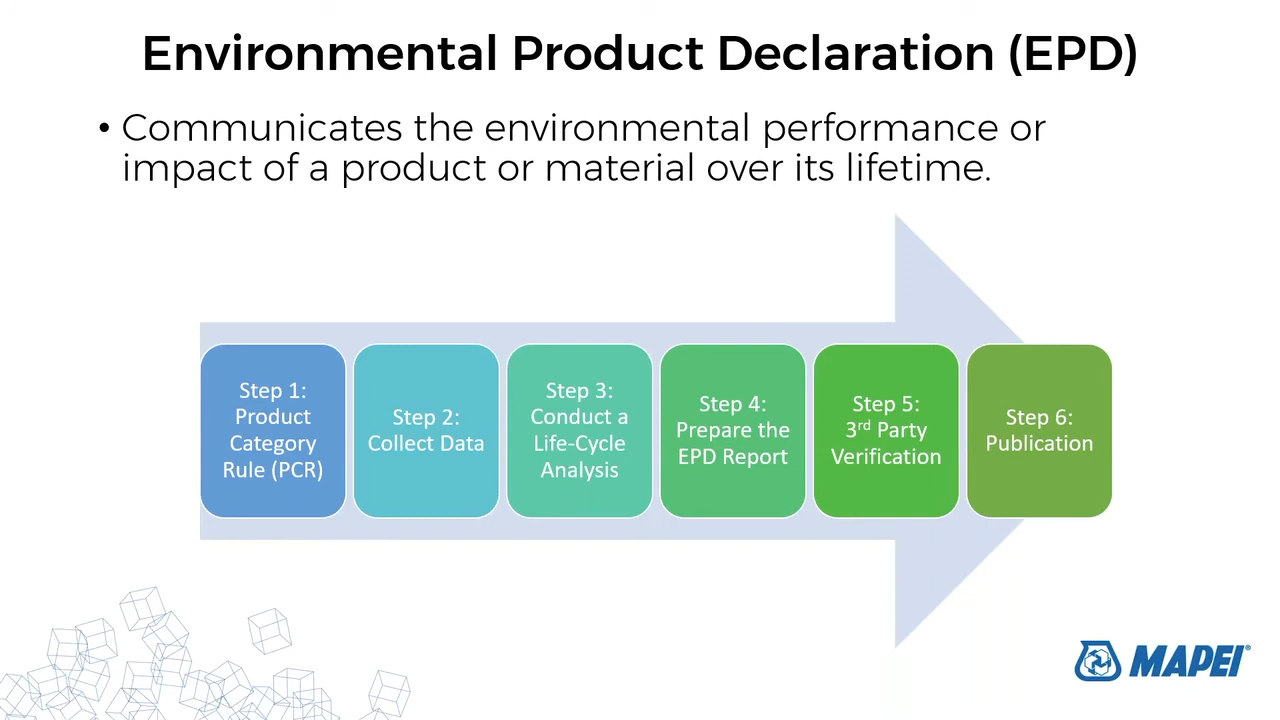 Environmental Product Declaration (EPD)
• Communicates the environmental performance or
impact of a product or material over its lifetime.
Step 1:
Product
Category
Rule (PCR)
Step 2:
Collect Data
Step 3:
Conduct a
Life-Cycle
Analysis
Step 4:
Prepare the
EPD Report
Step 5:
3rd Party
Verification
Step 6:
Publication
MAPEI®